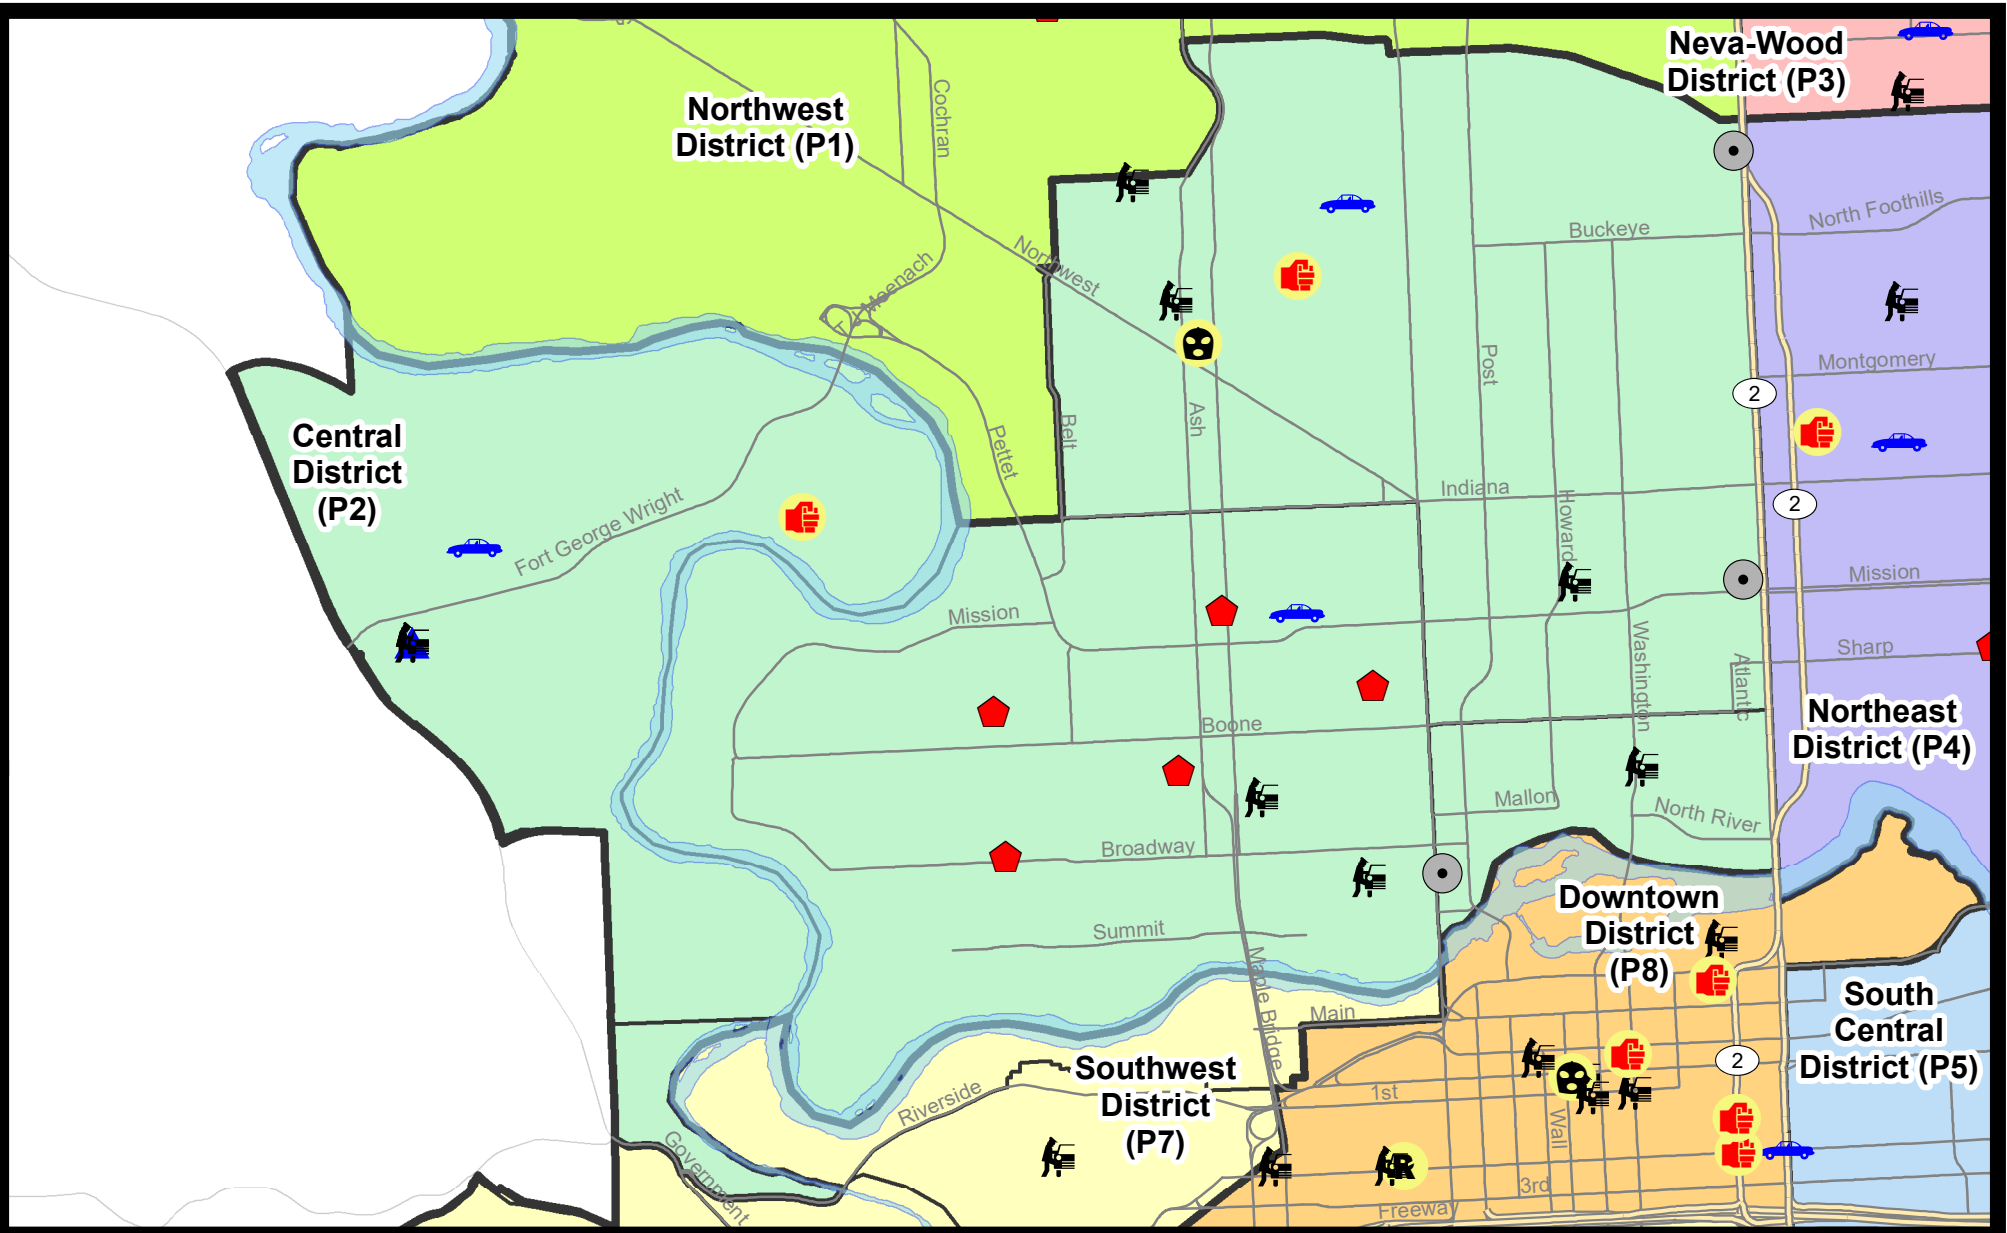 Neva-Wood
District (P3)
Northwest
District (P1)
Cochran
North Foothills
Buckeye
Northwest
T J Meenach
Montgomery
Post
2
Ash
Belt
Pettet
Central
District
(P2)
Indiana
Howard
2
Fort George Wright
Mission
Mission
Sharp
Washington
Atlantic
Boone
Northeast
District (P4)
Mallon
North River
Broadway
Downtown
District
(P8)
Summit
Maple Bridge
Main
South
Central
District (P5)
2
Southwest
District
(P7)
Riverside
1st
Wall
Government
R
3rd
Freeway